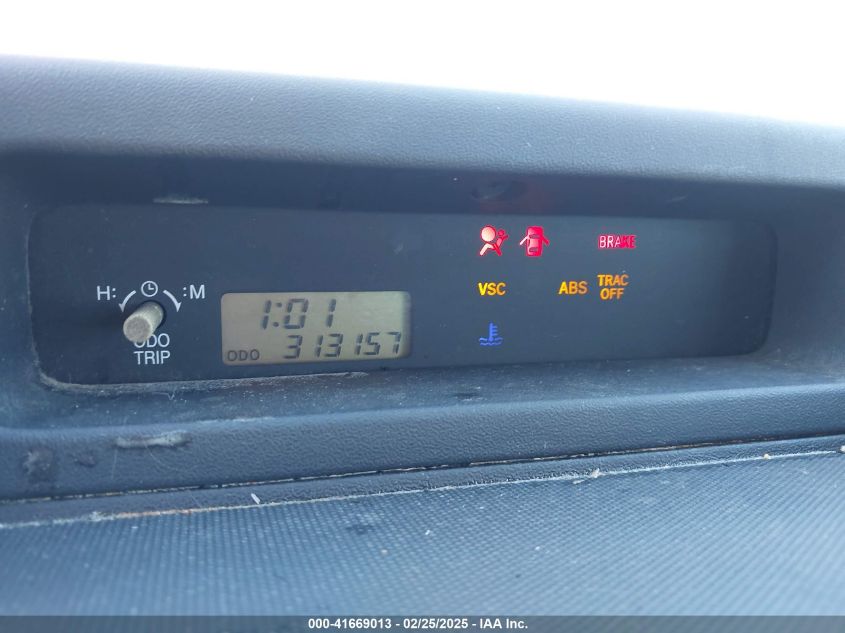 BRAKE
H: :M
VSC ABS TRAC
OFF
1:01
ODO
TRIP
ODO 313157
000-41669013 - 02/25/2025 - IAA Inc.